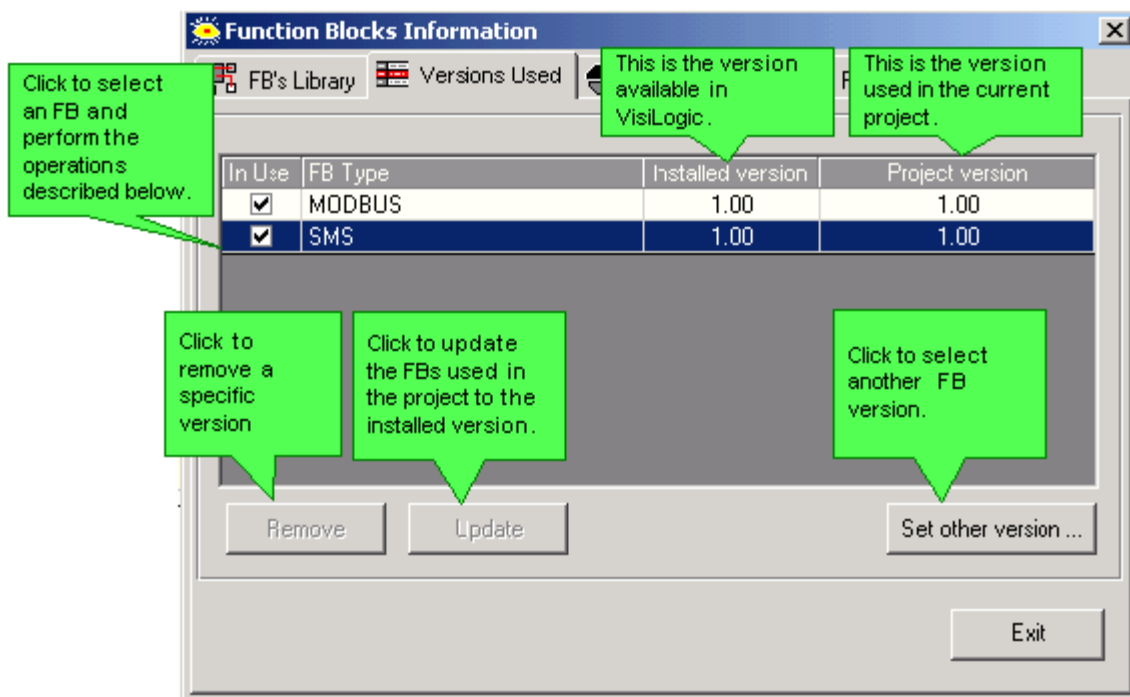 Function Blocks Information
FB's Library
Versions Used
Click to select
an FB and
perform the
operations
described below.
This is the version
available in
VisiLogic.
This is the version
used in the current
project.
In Use
FB Type
Installed version
Project version
MODBUS
1.00
1.00
SMS
1.00
1.00
Click to
remove a
specific
version
Click to update
the FBs used in
the project to the
installed version.
Click to select
another FB
version.
Remove
Update
Set other version ...
Exit